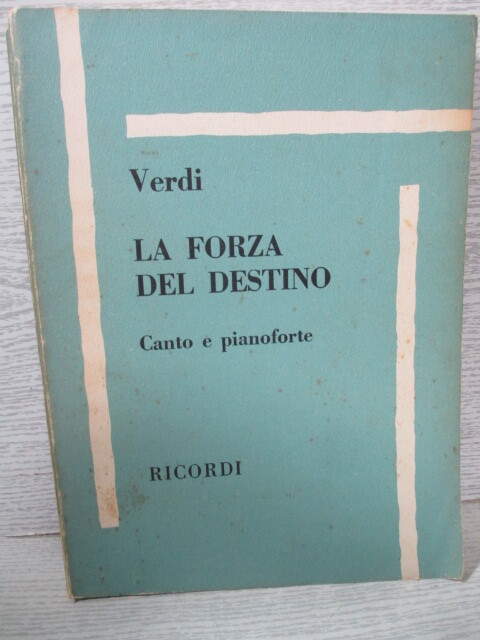 Verdi
LA FORZA
DEL DESTINO
Canto e pianoforte
RICORDI